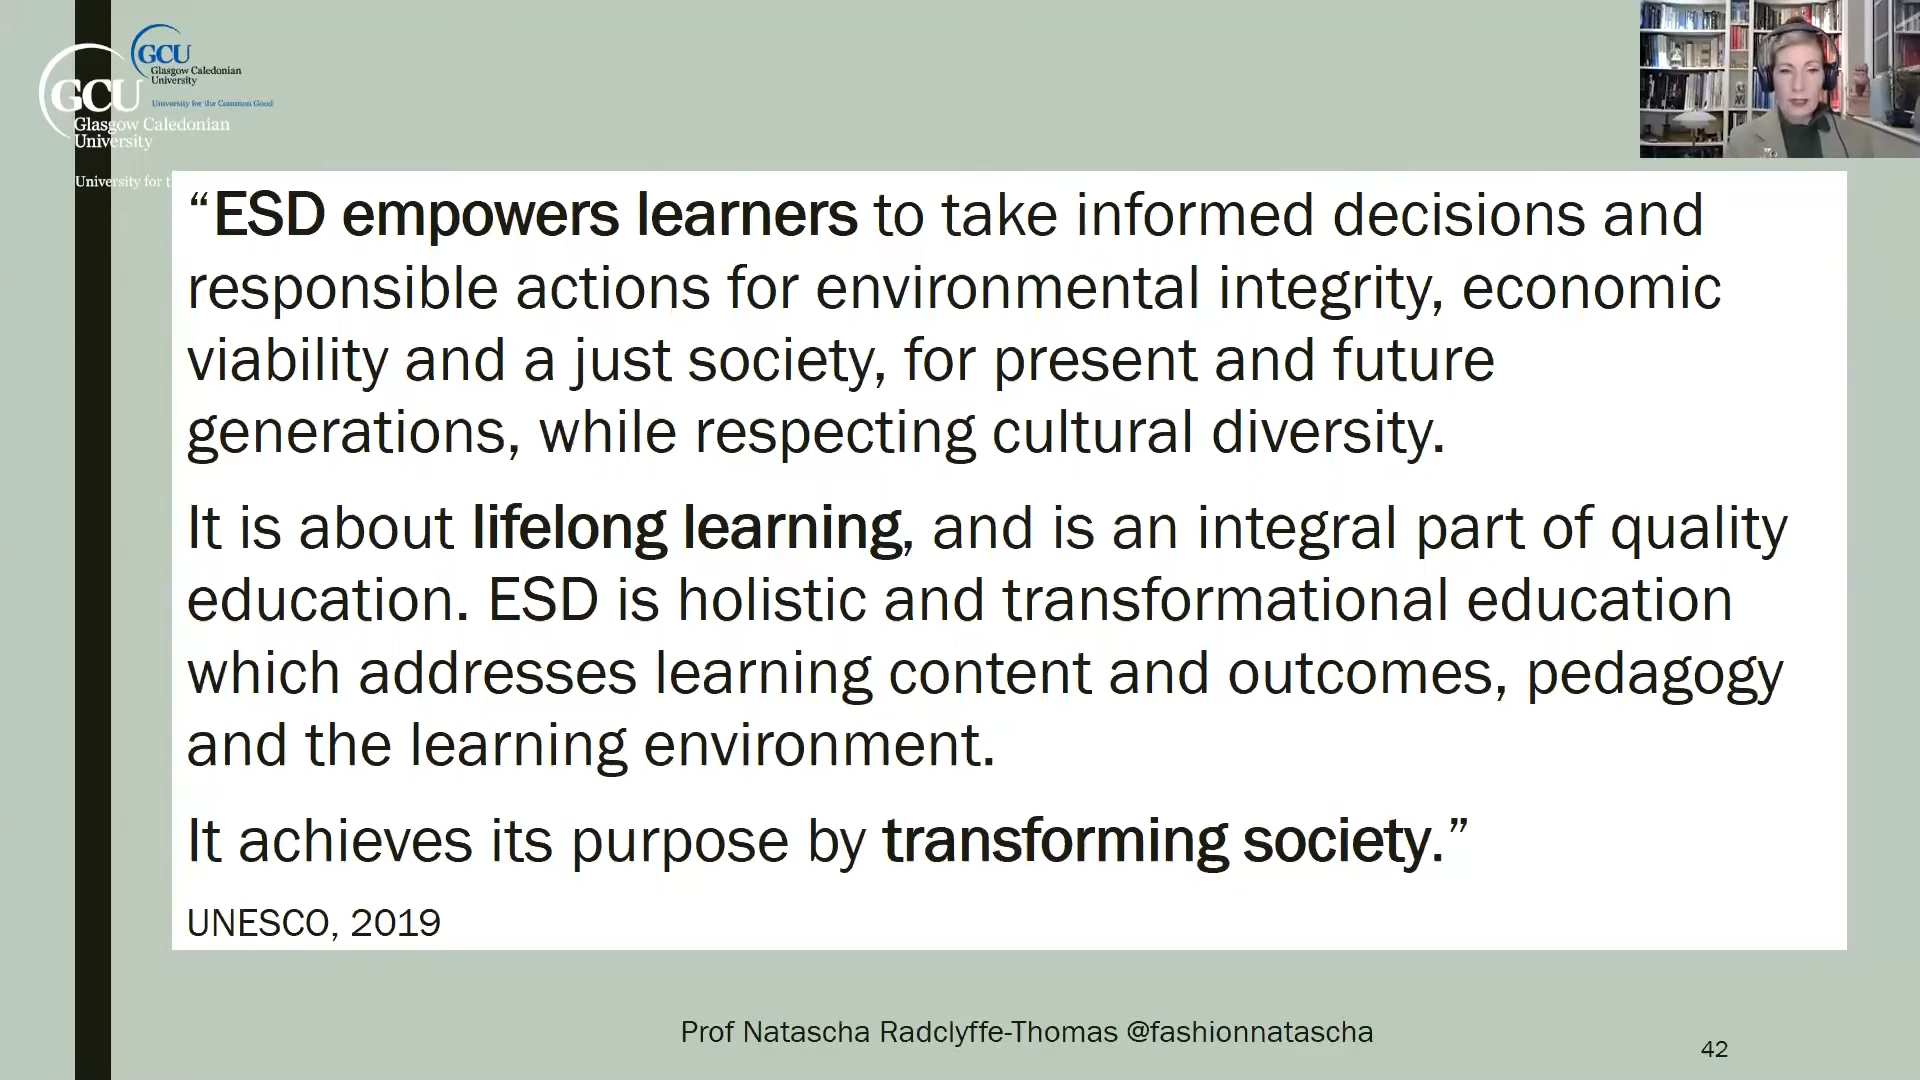 GCU
Glasgow Caledonian
University
University for the Common Good
GCU
Glasgow Caledonian
University
University for t
“ESD empowers learners to take informed decisions and
responsible actions for environmental integrity, economic
viability and a just society, for present and future
generations, while respecting cultural diversity.
It is about lifelong learning, and is an integral part of quality
education. ESD is holistic and transformational education
which addresses learning content and outcomes, pedagogy
and the learning environment.
It achieves its purpose by transforming society.”
UNESCO, 2019
Prof Natascha Radclyffe-Thomas @fashionnatascha
42